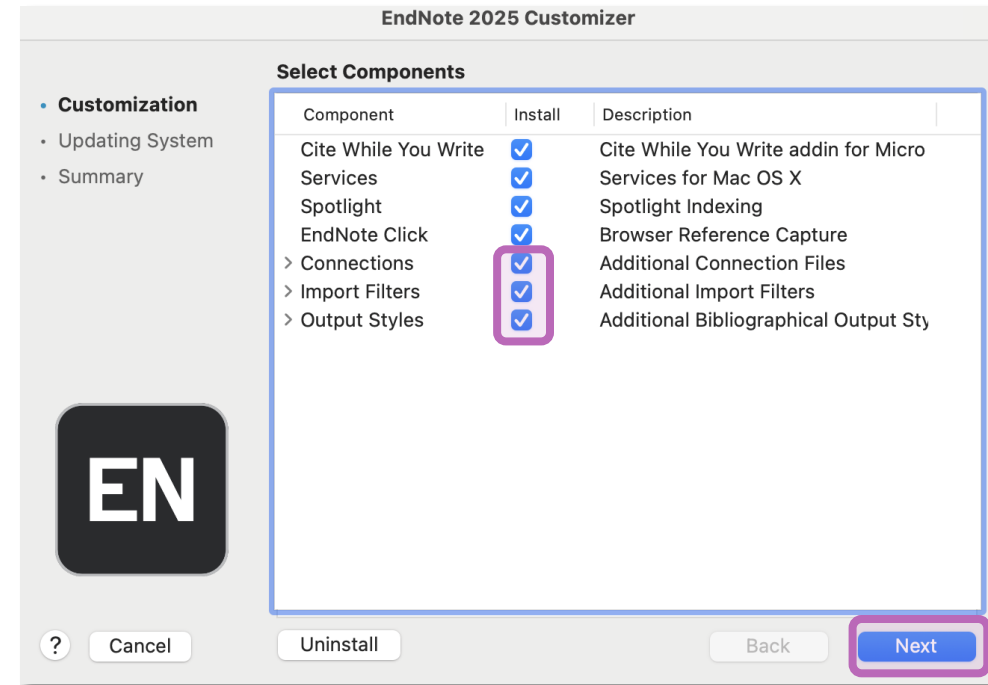 EndNote 2025 Customizer
Select Components
Customization
Updating System
Summary
Component Install Description
Cite While You Write Cite While You Write addin for Micro
Services Services for Mac OS X
Spotlight Spotlight Indexing
EndNote Click Browser Reference Capture
Connections Additional Connection Files
Import Filters Additional Import Filters
Output Styles Additional Bibliographical Output Sty
EN
? Cancel Uninstall Back Next